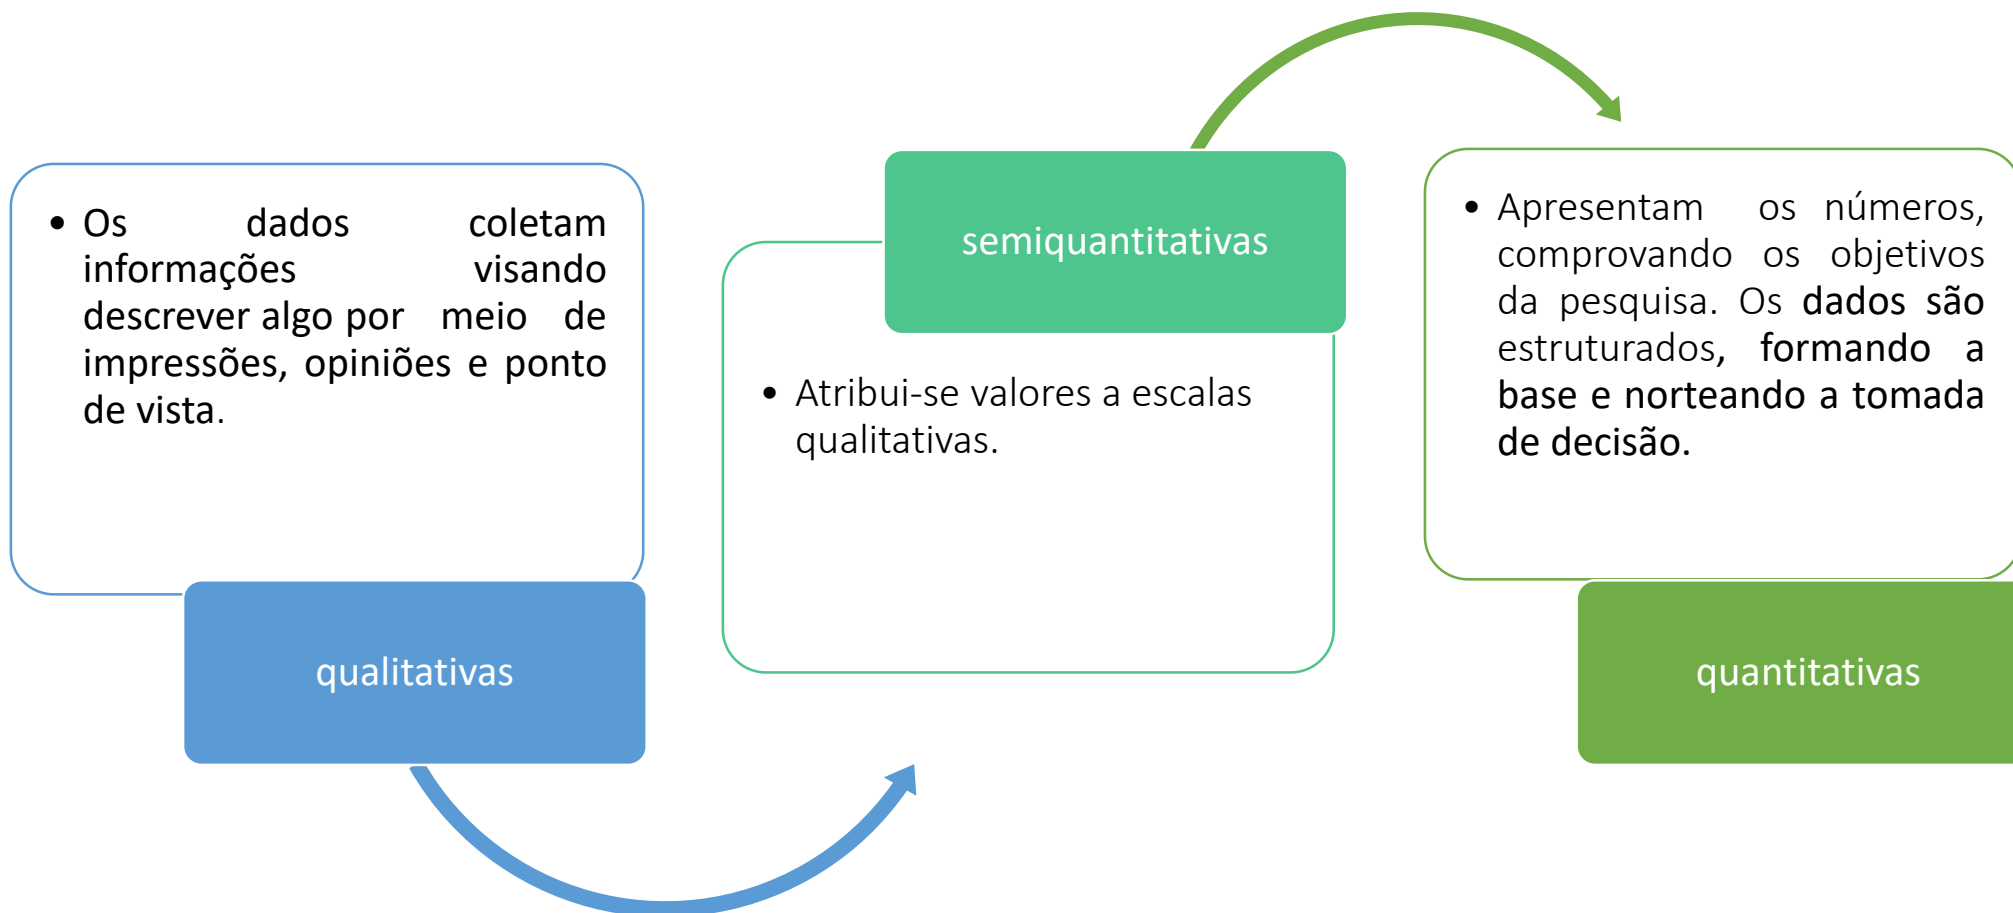 • Os dados coletam
informações visando
descrever algo por meio de
impressões, opiniões e ponto
de vista.
qualitativas
semiquantitativas
• Atribui-se valores a escalas
qualitativas.
• Apresentam os números,
comprovando os objetivos
da pesquisa. Os dados são
estruturados, formando a
base e norteando a tomada
de decisão.
quantitativas